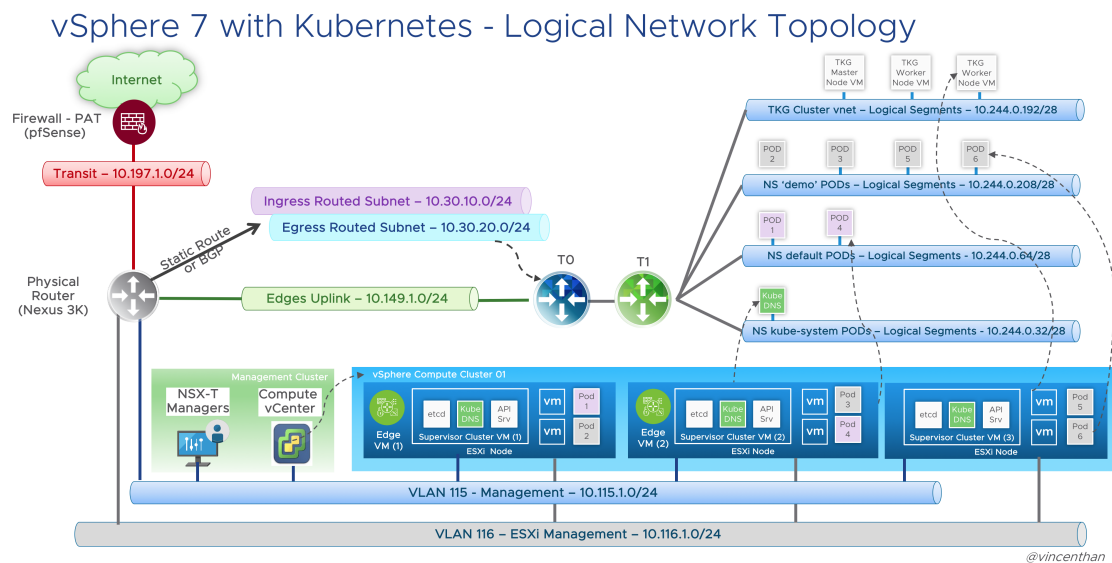 vSphere 7 with Kubernetes - Logical Network Topology
Internet
Firewall - PAT
(pfSense)
Transit – 10.197.1.0/24
Ingress Routed Subnet - 10.30.10.0/24
Egress Routed Subnet - 10.30.20.0/24
Static Route
or BGP
Physical
Router
(Nexus 3K)
Edges Uplink – 10.149.1.0/24
T0
T1
TKG
Master
Node VM
TKG
Worker
Node VM
TKG
Worker
Node VM
TKG Cluster vnet – Logical Segments – 10.244.0.192/28
POD
2
POD
3
POD
5
POD
6
NS ‘demo’ PODs – Logical Segments – 10.244.0.208/28
POD
1
POD
4
NS default PODs – Logical Segments - 10.244.0.64/28
Kube
DNS
NS kube-system PODs – Logical Segments - 10.244.0.32/28
Management Cluster
NSX-T
Managers
Compute
vCenter
vSphere Compute Cluster 01
Edge
VM (1)
etcd
Kube
DNS
API
Srv
Supervisor Cluster VM (1)
vm
vm
Pod
1
Pod
2
ESXi Node
Edge
VM (2)
etcd
Kube
DNS
API
Srv
Supervisor Cluster VM (2)
vm
vm
Pod
3
Pod
4
ESXi Node
etcd
Kube
DNS
API
Srv
Supervisor Cluster VM (3)
vm
vm
Pod
5
Pod
6
ESXi Node
VLAN 115 - Management – 10.115.1.0/24
VLAN 116 – ESXi Management – 10.116.1.0/24
@vincenthan